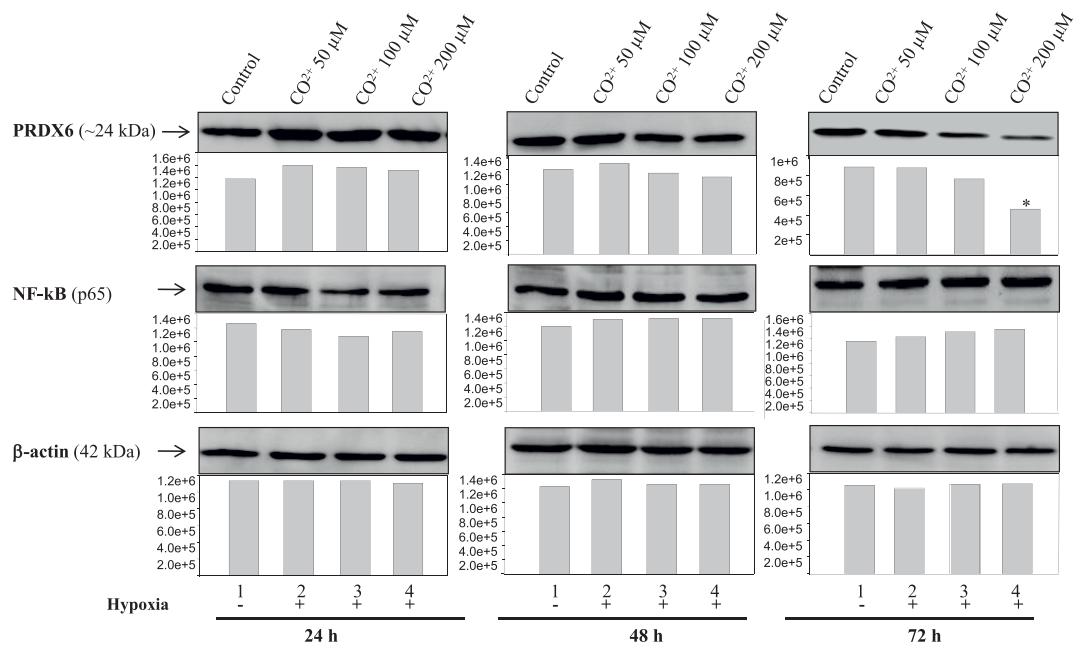 Control CO²⁺ 50 µM CO²⁺ 100 µM CO²⁺ 200 µM Control CO²⁺ 50 µM CO²⁺ 100 µM CO²⁺ 200 µM Control CO²⁺ 50 µM CO²⁺ 100 µM CO²⁺ 200 µM
PRDX6 (~24 kDa)
1.6e+6
1.4e+6
1.2e+6
1.2e+6
8.0e+5
6.0e+5
4.0e+5
2.0e+5
1.4e+6
1.2e+6
1.0e+6
8.0e+5
6.0e+5
4.0e+5
2.0e+5
1e+6
8e+5
6e+5
4e+5
2e+5
*
NF-kB (p65)
1.4e+6
1.2e+6
1.2e+6
8.0e+5
6.0e+5
4.0e+5
2.0e+5
1.4e+6
1.2e+6
1.0e+6
8.0e+5
6.0e+5
4.0e+5
2.0e+5
1.6e+6
1.4e+6
1.2e+6
1.0e+6
8.0e+5
6.0e+5
4.0e+5
2.0e+5
β-actin (42 kDa)
1.2e+6
1.0e+6
8.0e+5
6.0e+5
4.0e+5
2.0e+5
1.4e+6
1.2e+6
1.0e+6
8.0e+5
6.0e+5
4.0e+5
2.0e+5
1.2e+6
1.0e+6
8.0e+5
6.0e+5
4.0e+5
2.0e+5
1 2 3 4 1 2 3 4 1 2 3 4
Hypoxia - + + + - + + + - + + +
24 h 48 h 72 h